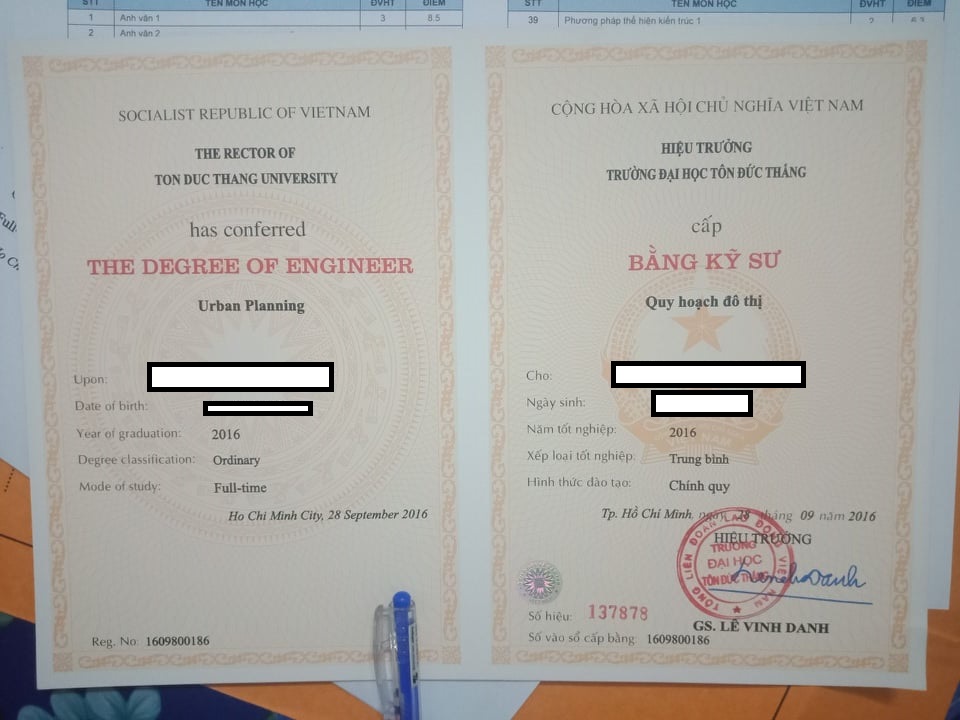 STT TÊN MÔN HỌC ĐVHT ĐIỂM
1 Anh văn 1 3 8.5
2 Anh văn 2
STT TÊN MÔN HỌC ĐVHT ĐIỂM
39 Phương pháp thể hiện kiến trúc 1 2
SOCIALIST REPUBLIC OF VIETNAM
THE RECTOR OF
TON DUC THANG UNIVERSITY
has conferred
THE DEGREE OF ENGINEER
Urban Planning
Upon:
Date of birth:
Year of graduation: 2016
Degree classification: Ordinary
Mode of study: Full-time
Ho Chi Minh City, 28 September 2016
Reg. No: 1609800186
CỘNG HÒA XÃ HỘI CHỦ NGHĨA VIỆT NAM
HIỆU TRƯỞNG
TRƯỜNG ĐẠI HỌC TÔN ĐỨC THẮNG
cấp
BẰNG KỸ SƯ
Quy hoạch đô thị
Cho:
Ngày sinh:
Năm tốt nghiệp: 2016
Xếp loại tốt nghiệp: Trung bình
Hình thức đào tạo: Chính quy
Tp. Hồ Chí Minh, ngày 28 tháng 09 năm 2016
HIỆU TRƯỞNG
TỔNG LIÊN ĐOÀN LAO ĐỘNG VIỆT NAM
TRƯỜNG
ĐẠI HỌC
TÔN ĐỨC THẮNG
GS. LÊ VINH DANH
Số hiệu: 137878
Số vào sổ cấp bằng: 1609800186